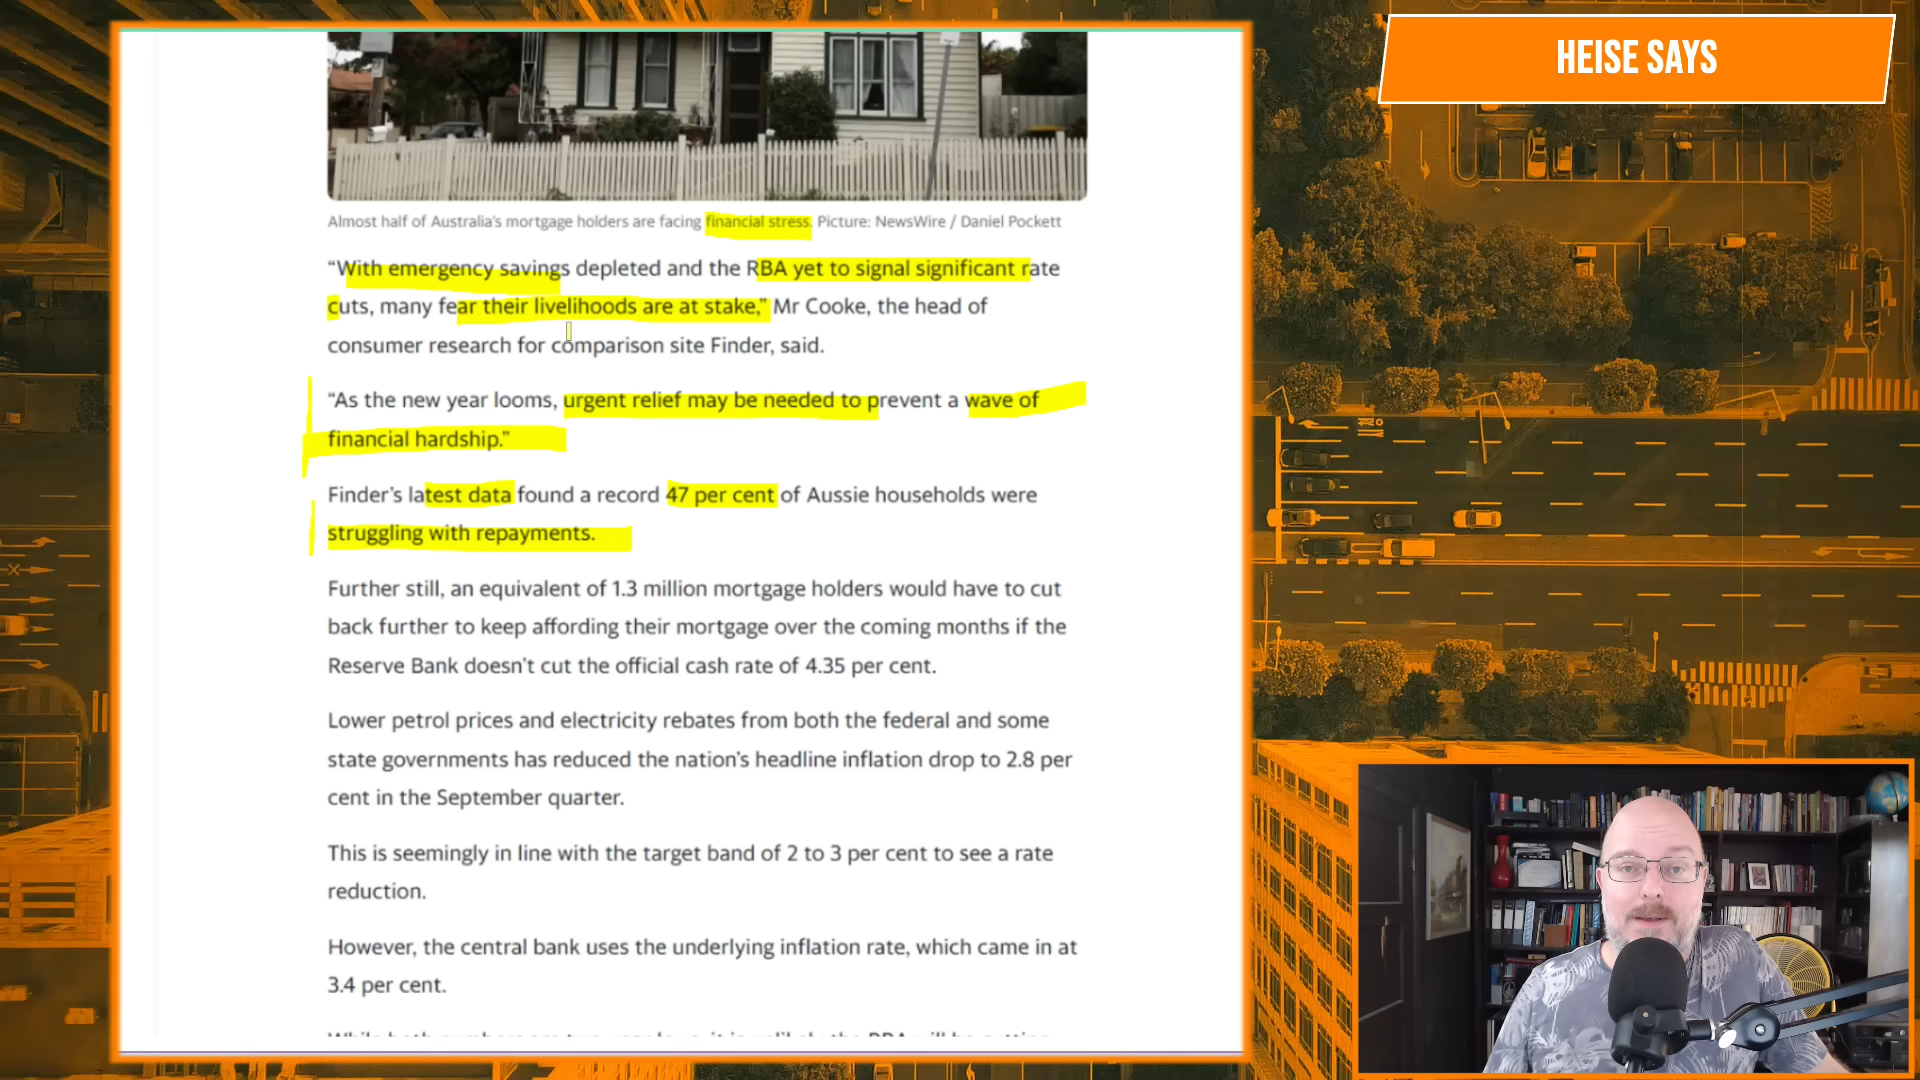 HEISE SAYS
Almost half of Australia's mortgage holders are facing financial stress. Picture: NewsWire / Daniel Pockett
“With emergency savings depleted and the RBA yet to signal significant rate
cuts, many fear their livelihoods are at stake,” Mr Cooke, the head of
consumer research for comparison site Finder, said.
“As the new year looms, urgent relief may be needed to prevent a wave of
financial hardship.”
Finder’s latest data found a record 47 per cent of Aussie households were
struggling with repayments.
Further still, an equivalent of 1.3 million mortgage holders would have to cut
back further to keep affording their mortgage over the coming months if the
Reserve Bank doesn’t cut the official cash rate of 4.35 per cent.
Lower petrol prices and electricity rebates from both the federal and some
state governments has reduced the nation’s headline inflation drop to 2.8 per
cent in the September quarter.
This is seemingly in line with the target band of 2 to 3 per cent to see a rate
reduction.
However, the central bank uses the underlying inflation rate, which came in at
3.4 per cent.